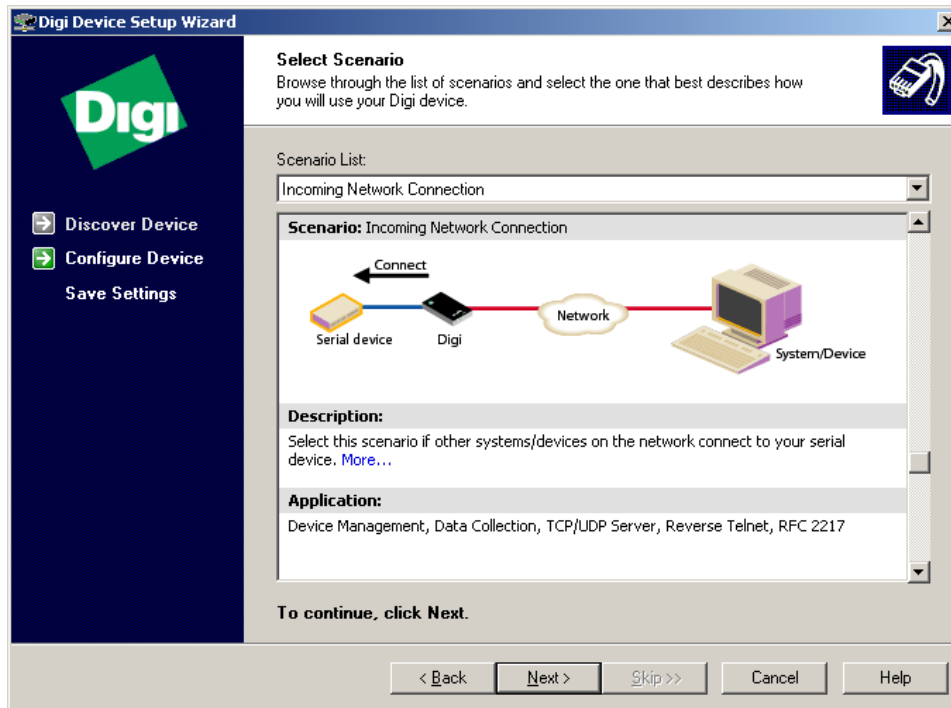 Digi Device Setup Wizard
Digi
Discover Device
Configure Device
Save Settings
Select Scenario
Browse through the list of scenarios and select the one that best describes how
you will use your Digi device.
Scenario List:
Incoming Network Connection
Scenario: Incoming Network Connection
Connect
Serial device
Digi
Network
System/Device
Description:
Select this scenario if other systems/devices on the network connect to your serial
device. More...
Application:
Device Management, Data Collection, TCP/UDP Server, Reverse Telnet, RFC 2217
To continue, click Next.
< Back
Next >
Skip >>
Cancel
Help